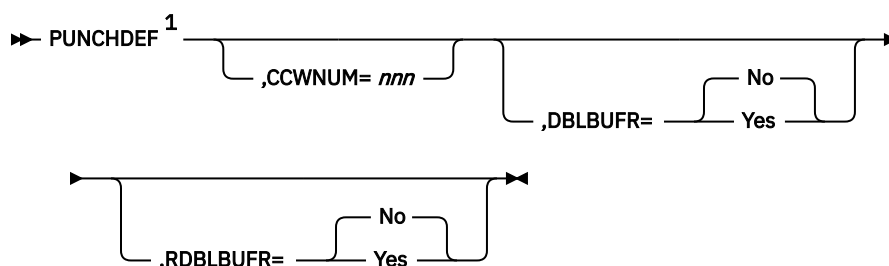 PUNCHDEF 1
,CCWNUM= nnn
No
,DBLBUFR= Yes
No
,RDBLBUFR= Yes